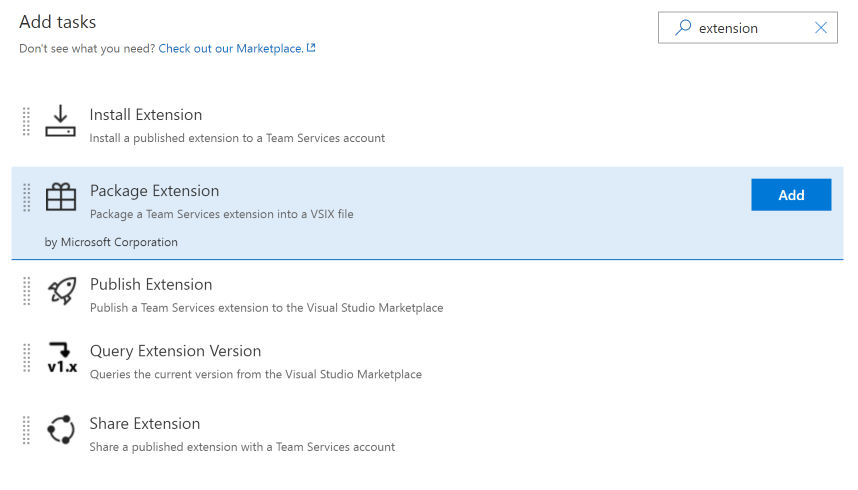 Add tasks
extension
Don't see what you need? Check out our Marketplace.
Install Extension
Install a published extension to a Team Services account
Package Extension
Add
Package a Team Services extension into a VSIX file
by Microsoft Corporation
Publish Extension
Publish a Team Services extension to the Visual Studio Marketplace
Query Extension Version
v1.x
Queries the current version from the Visual Studio Marketplace
Share Extension
Share a published extension with a Team Services account